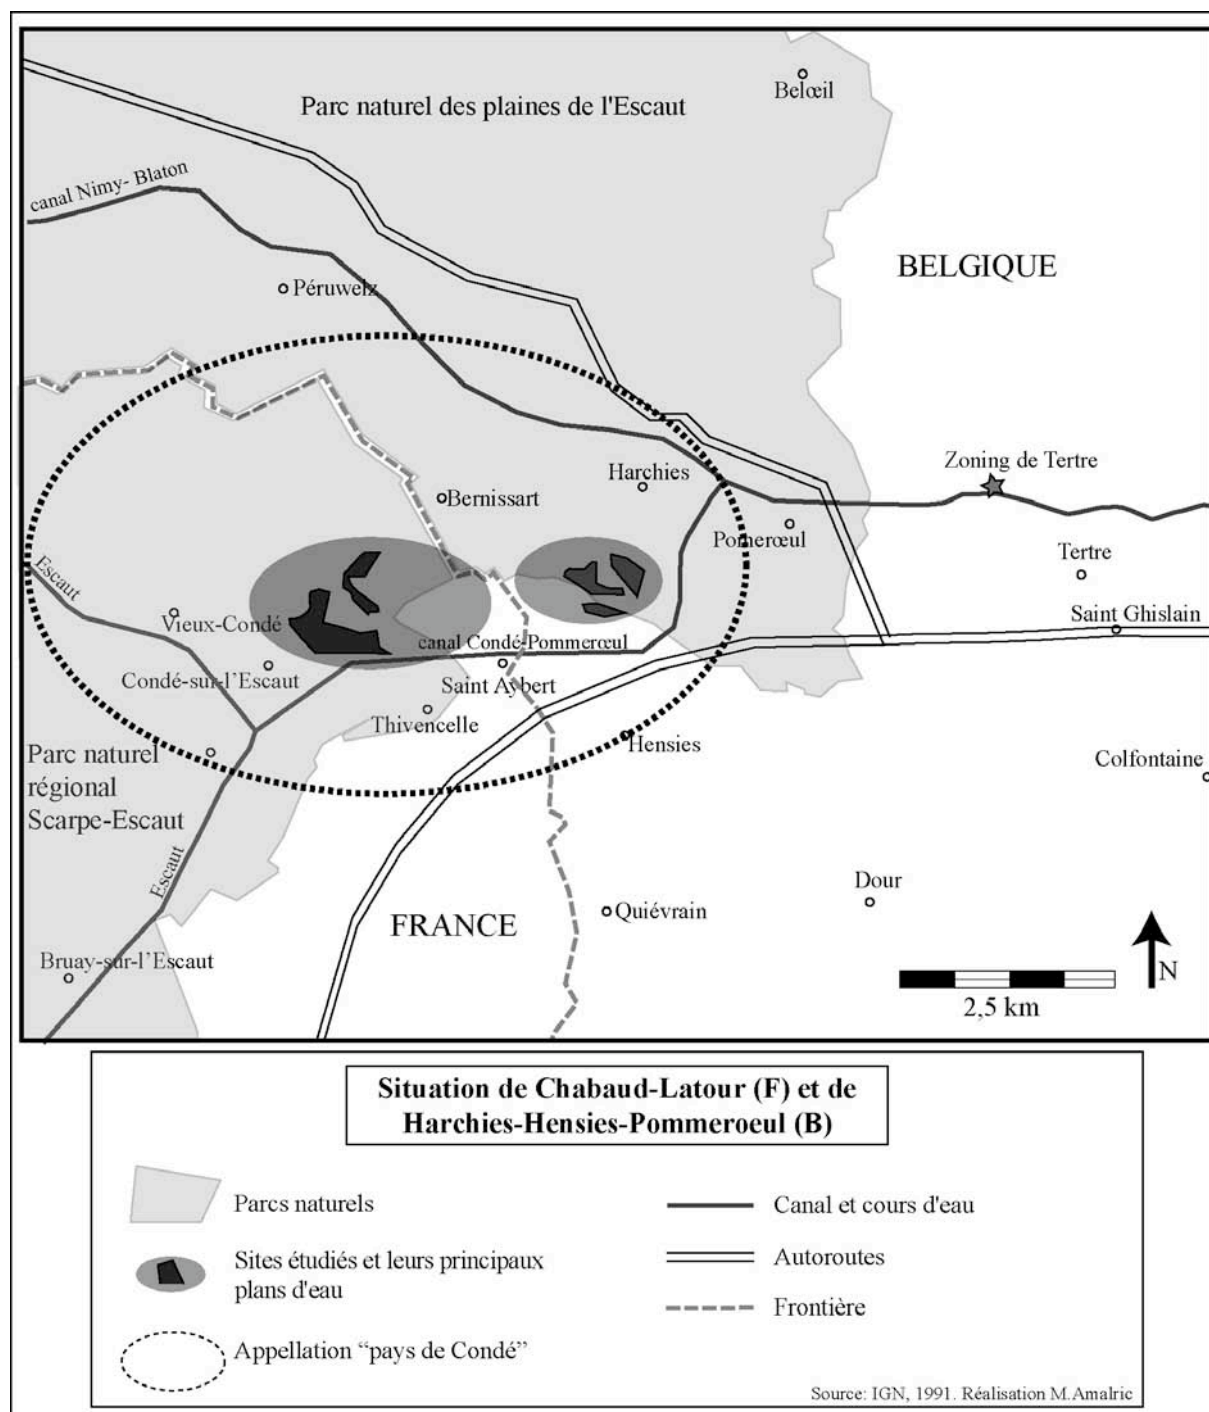 Belœil
Parc naturel des plaines de l'Escaut
canal Nimy- Blaton
BELGIQUE
Péruwelz
Zoning de Tertre
Harchies
Bernissart
Pomerœul
Tertre
Escaut
Saint Ghislain
Vieux-Condé
canal Condé-Pommerœul
Condé-sur-l'Escaut
Saint Aybert
Thivencelle
Hensies
Parc naturel
régional
Scarpe-Escaut
Colfontaine
Escaut
Dour
Quiévrain
FRANCE
Bruay-sur-l'Escaut
N
2,5 km
Situation de Chabaud-Latour (F) et de
Harchies-Hensies-Pommeroeul (B)
Parcs naturels
Canal et cours d'eau
Sites étudiés et leurs principaux
plans d'eau
Autoroutes
Frontière
Appellation “pays de Condé”
Source: IGN, 1991. Réalisation M.Amalric